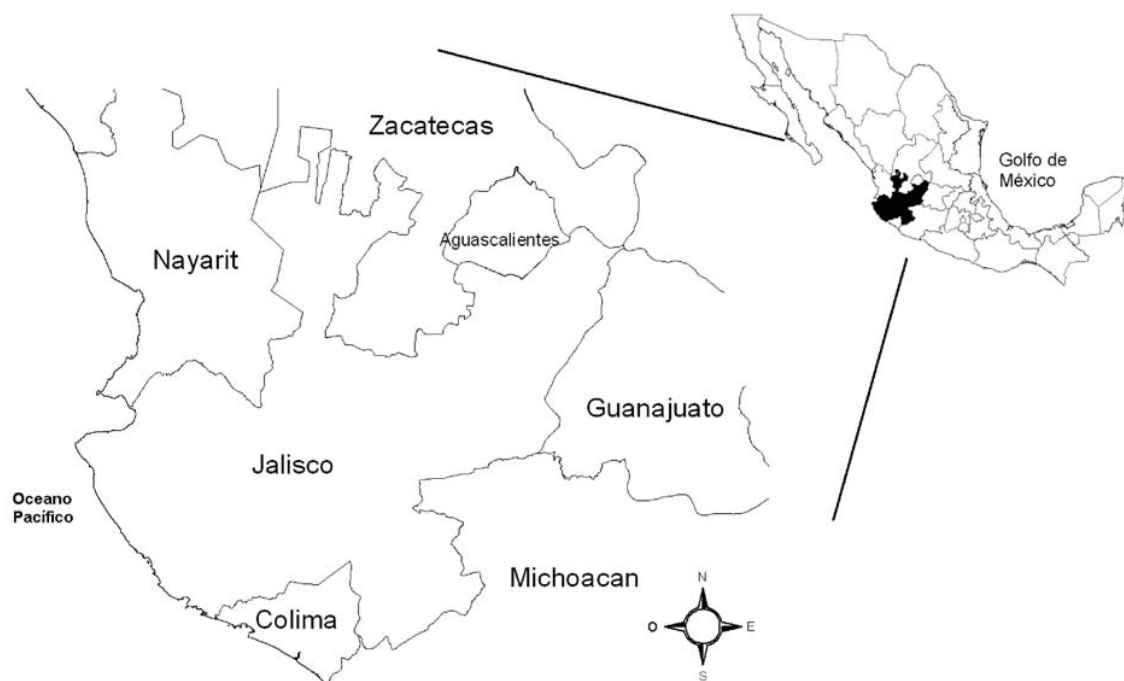 Zacatecas
Golfo de
México
Aguascalientes
Nayarit
Guanajuato
Jalisco
Oceano
Pacífico
Michoacan
Colima
N
O
E
S